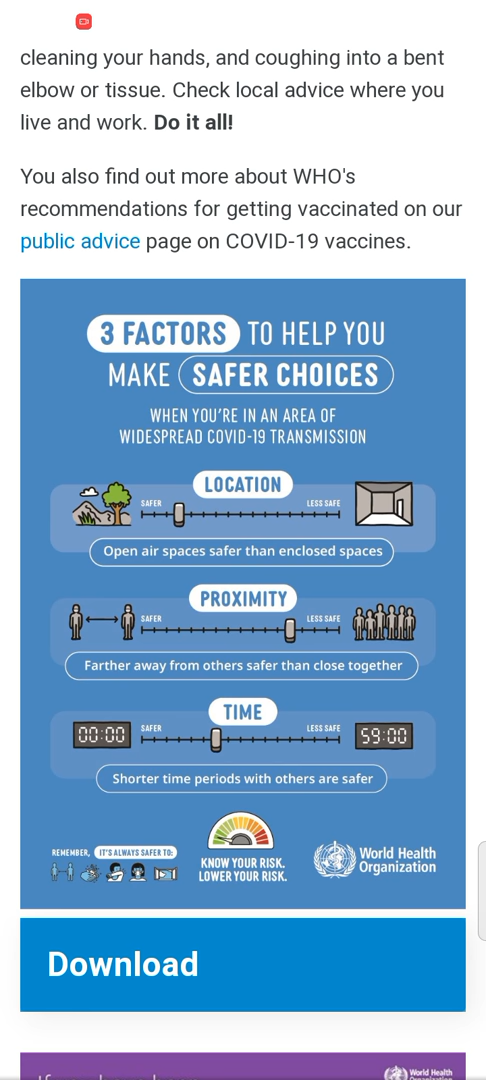 cleaning your hands, and coughing into a bent
elbow or tissue. Check local advice where you
live and work. Do it all!
You also find out more about WHO's
recommendations for getting vaccinated on our
public advice page on COVID-19 vaccines.
3 FACTORS TO HELP YOU
MAKE SAFER CHOICES
WHEN YOU'RE IN AN AREA OF
WIDESPREAD COVID-19 TRANSMISSION
LOCATION
SAFER LESS SAFE
Open air spaces safer than enclosed spaces
PROXIMITY
SAFER LESS SAFE
Farther away from others safer than close together
TIME
00:00 SAFER LESS SAFE 59:00
Shorter time periods with others are safer
REMEMBER, IT'S ALWAYS SAFER TO:
KNOW YOUR RISK.
LOWER YOUR RISK.
World Health
Organization
Download
World Health